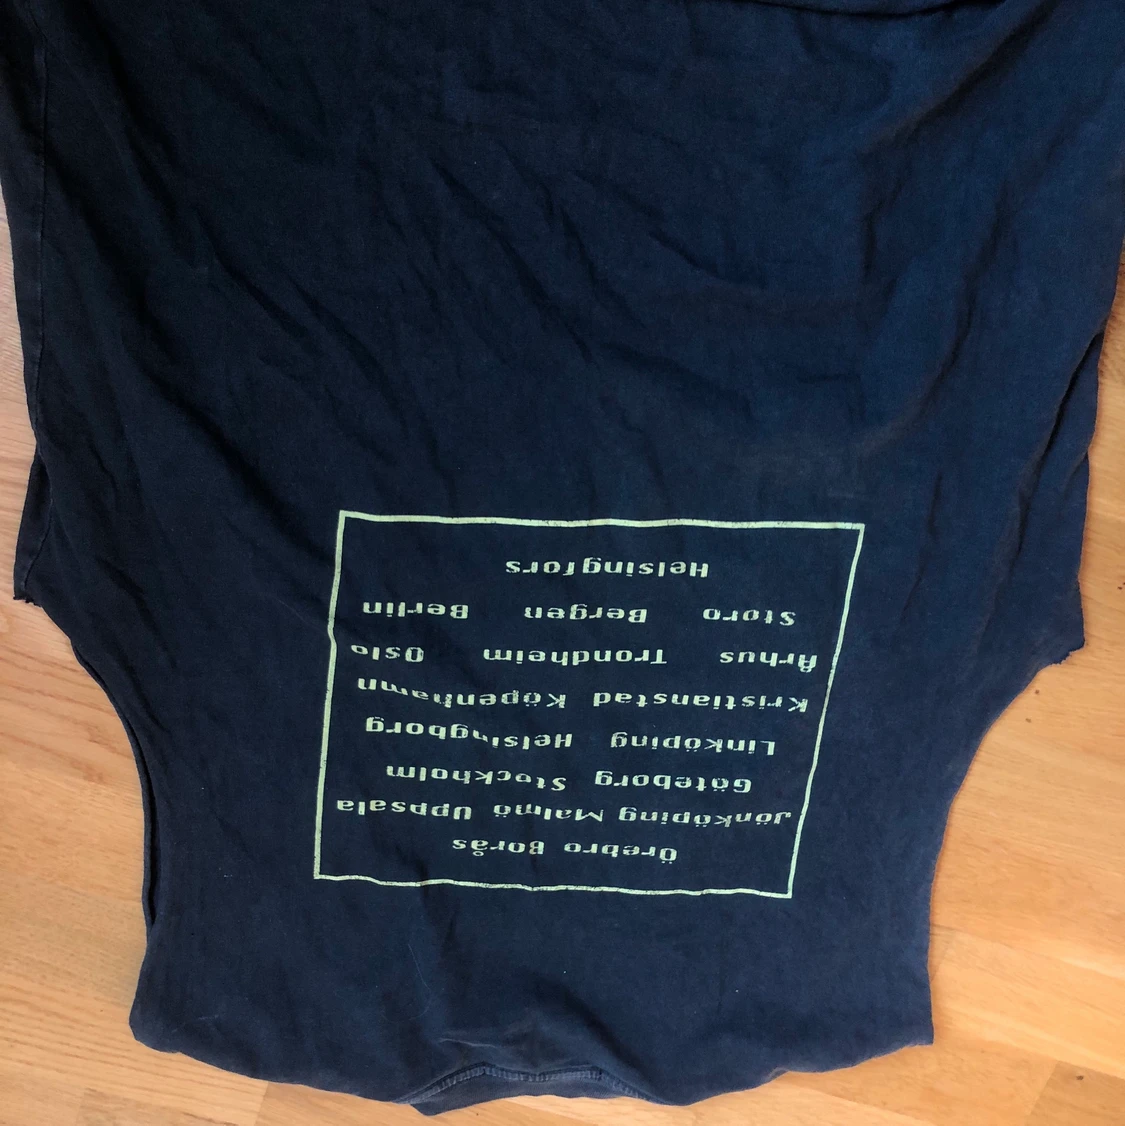 Örebro Borås
Jönköping Malmö Uppsala
Göteborg Stockholm
Linköping Helsingborg
Kristianstad Köpenhamn
Århus Trondheim Oslo
Storo Bergen Berlin
Helsingfors